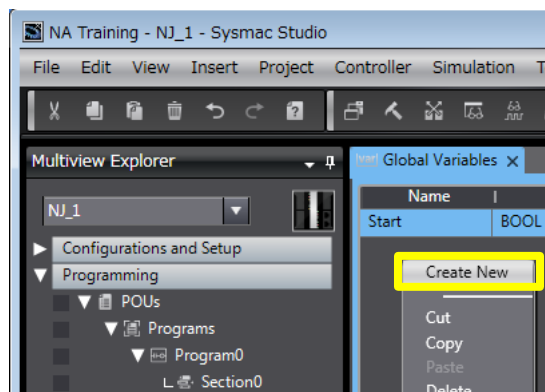 NA Training - NJ_1 - Sysmac Studio
File Edit View Insert Project Controller Simulation T
Multiview Explorer
Global Variables
NJ_1
Name
Start BOOL
Configurations and Setup
Create New
Programming
POUs
Cut
Programs
Copy
Program0
Paste
Section0
Delete